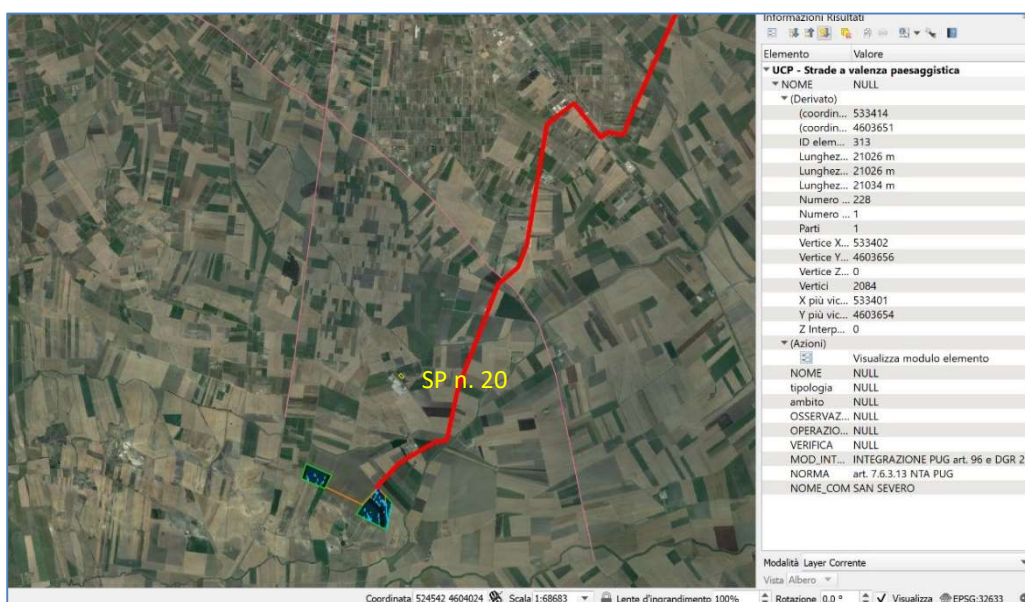 SP n. 20
Informazioni Risultati
Elemento Valore
UCP - Strade a valenza paesaggistica
NOME NULL
(Derivato)
(coordin... 533414
(coordin... 4603651
ID elem... 313
Lunghez... 21026 m
Lunghez... 21026 m
Lunghez... 21034 m
Numero ... 228
Numero ... 1
Parti 1
Vertice X... 533402
Vertice Y... 4603656
Vertice Z... 0
Vertici 2084
X più vic... 533401
Y più vic... 4603654
Z Interp... 0
(Azioni)
Visualizza modulo elemento
NOME NULL
tipologia NULL
ambito NULL
OSSERVAZ... NULL
OPERAZIO... NULL
VERIFICA NULL
MOD_INT... INTEGRAZIONE PUG art. 96 e DGR 2
NORMA art. 7.6.3.13 NTA PUG
NOME_COM SAN SEVERO
Modalità Layer Corrente
Vista Albero
Coordinata 524542 4604024 Scala 1:68683 Lente d'ingrandimento 100% Rotazione 0,0 ° Visualizza EPSG:32633